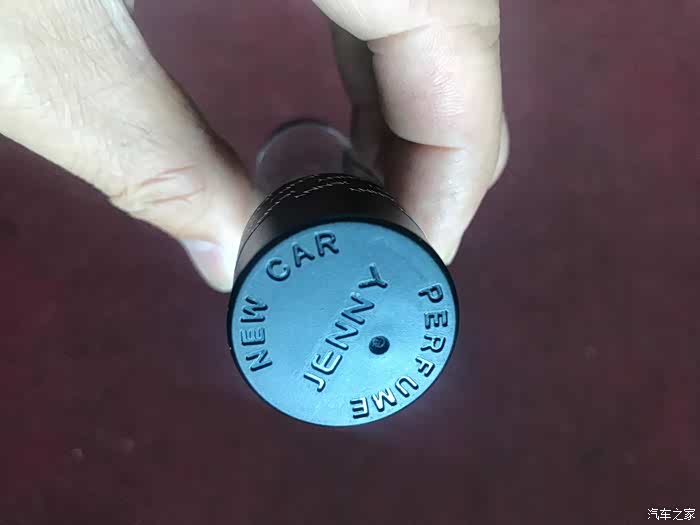 NEW CAR
JENNY
PERFUME
汽车之家